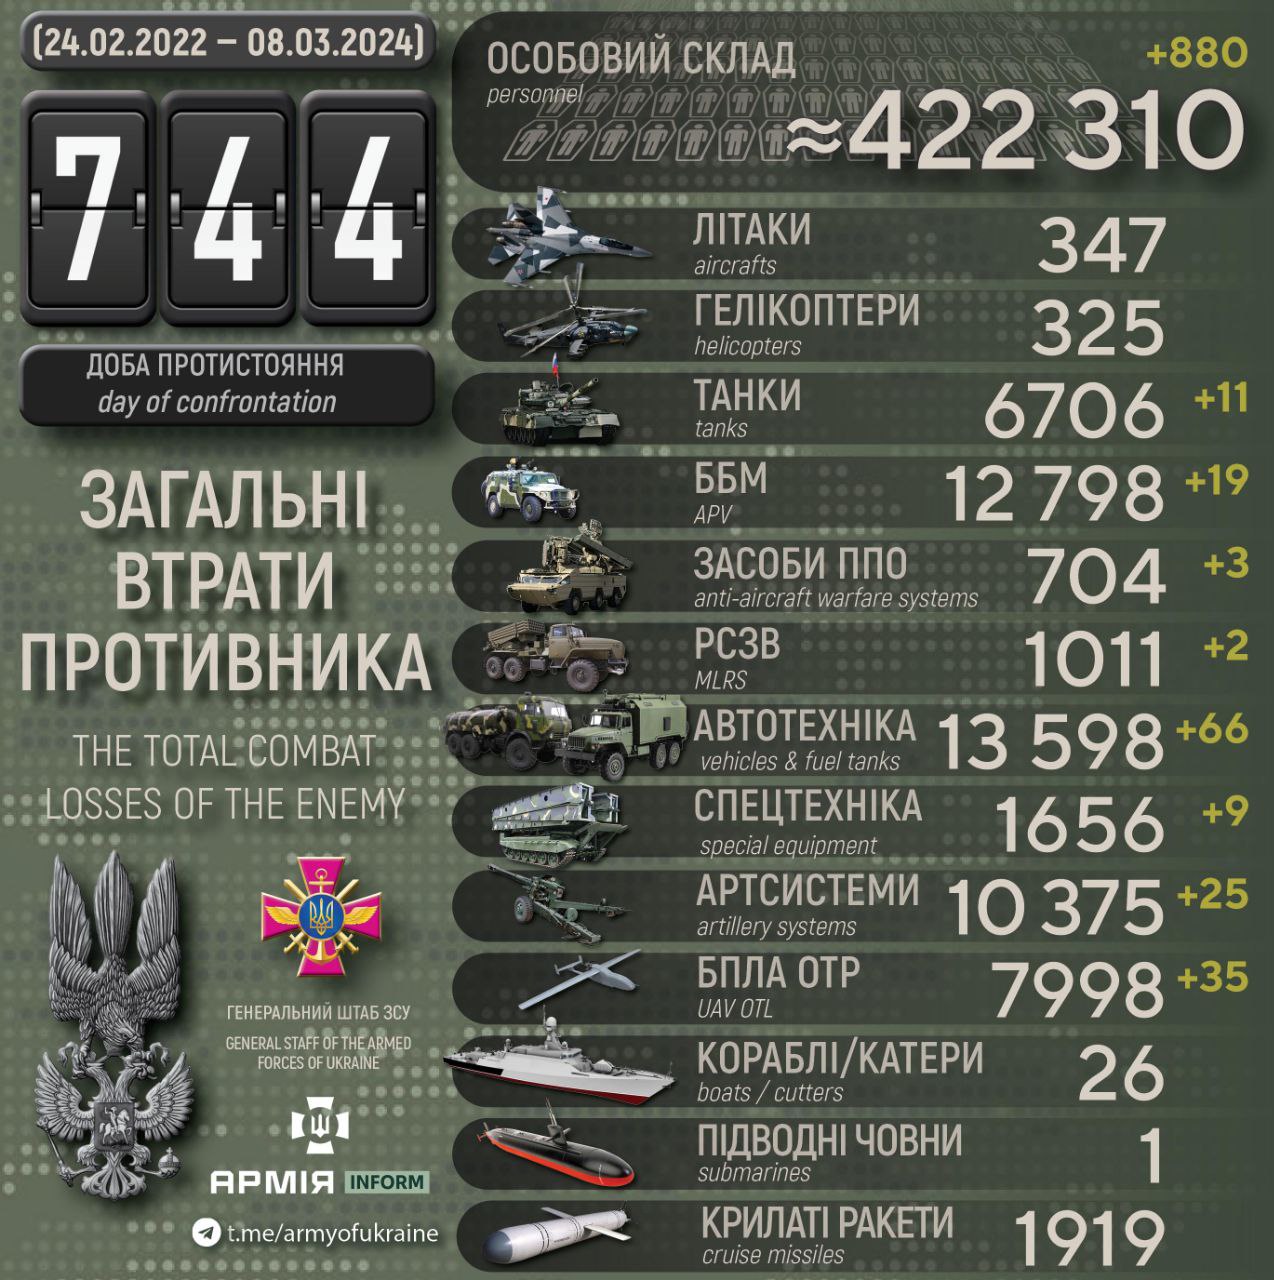 (24.02.2022 – 08.03.2024)
744
ДОБА ПРОТИСТОЯННЯ
day of confrontation
ЗАГАЛЬНІ
ВТРАТИ
ПРОТИВНИКА
THE TOTAL COMBAT
LOSSES OF THE ENEMY
ГЕНЕРАЛЬНИЙ ШТАБ ЗСУ
GENERAL STAFF OF THE ARMED
FORCES OF UKRAINE
АРМІЯ INFORM
t.me/armyofukraine
ОСОБОВИЙ СКЛАД +880
personnel
≈422 310
ЛІТАКИ 347
aircrafts
ГЕЛІКОПТЕРИ 325
helicopters
ТАНКИ 6706 +11
tanks
ББМ 12 798 +19
APV
ЗАСОБИ ППО 704 +3
anti-aircraft warfare systems
РСЗВ 1011 +2
MLRS
АВТОТЕХНІКА 13 598 +66
vehicles & fuel tanks
СПЕЦТЕХНІКА 1656 +9
special equipment
АРТСИСТЕМИ 10 375 +25
artillery systems
БПЛА ОТР 7998 +35
UAV OTL
КОРАБЛІ/КАТЕРИ 26
boats / cutters
ПІДВОДНІ ЧОВНИ 1
submarines
КРИЛАТІ РАКЕТИ 1919
cruise missiles